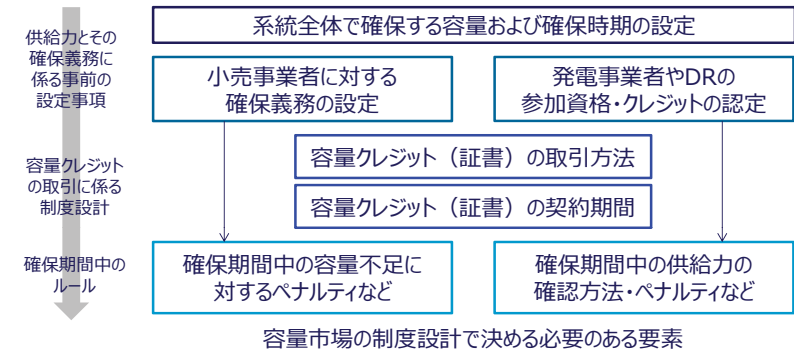 系統全体で確保する容量および確保時期の設定
供給力とその
確保義務に
係る事前の
設定事項
小売事業者に対する
確保義務の設定
発電事業者やDRの
参加資格・クレジットの認定
容量クレジット
の取引に係る
制度設計
容量クレジット（証書）の取引方法
容量クレジット（証書）の契約期間
確保期間中の
ルール
確保期間中の容量不足に
対するペナルティなど
確保期間中の供給力の
確認方法・ペナルティなど
容量市場の制度設計で決める必要のある要素